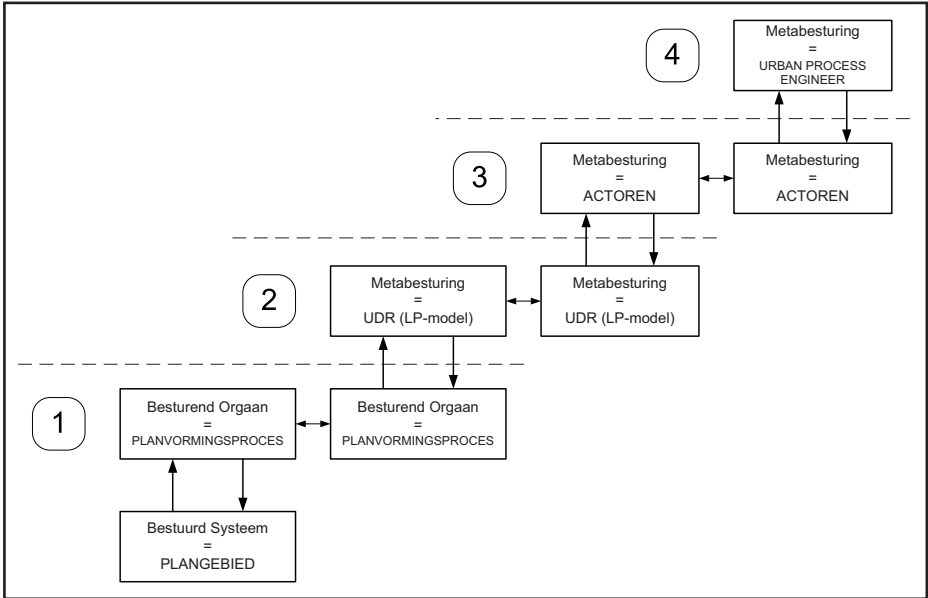 4
Metabesturing
=
URBAN PROCESS
ENGINEER
3
Metabesturing
=
ACTOREN
Metabesturing
=
ACTOREN
2
Metabesturing
=
UDR (LP-model)
Metabesturing
=
UDR (LP-model)
1
Besturend Orgaan
=
PLANVORMINGSPROCES
Besturend Orgaan
=
PLANVORMINGSPROCES
Bestuurd Systeem
=
PLANGEBIED